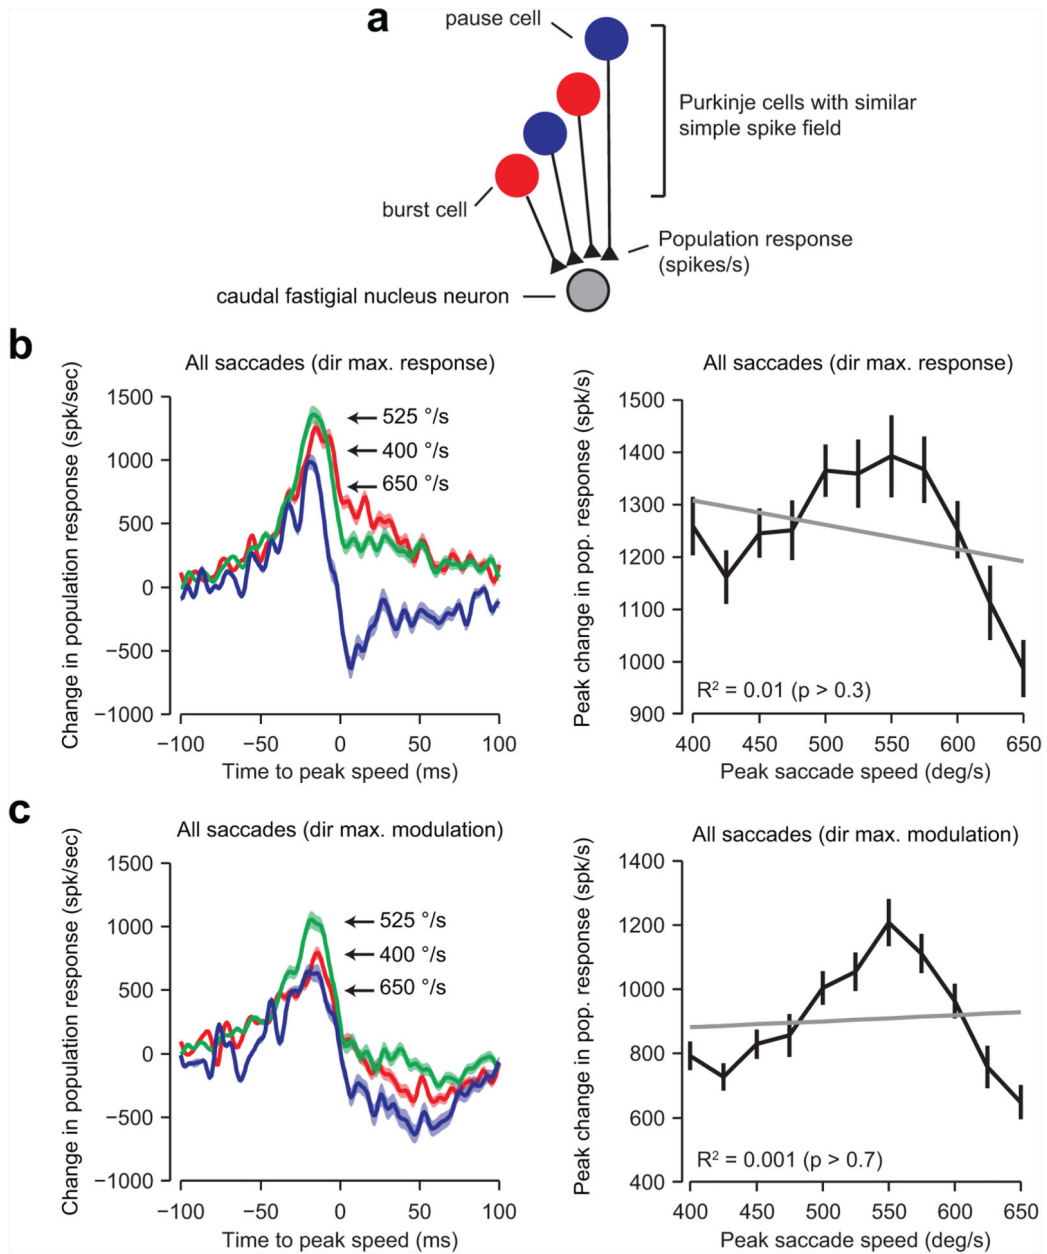 a
pause cell
Purkinje cells with similar
simple spike field
burst cell
Population response
(spikes/s)
caudal fastigial nucleus neuron
b
All saccades (dir max. response)
Change in population response (spk/sec)
1500
1000
500
0
−500
−1000
525 °/s
400 °/s
650 °/s
−100 −50 0 50 100
Time to peak speed (ms)
All saccades (dir max. response)
Peak change in pop. response (spk/s)
1500
1400
1300
1200
1100
1000
900
R² = 0.01 (p > 0.3)
400 450 500 550 600 650
Peak saccade speed (deg/s)
c
All saccades (dir max. modulation)
Change in population response (spk/sec)
1500
1000
500
0
−500
−1000
525 °/s
400 °/s
650 °/s
−100 −50 0 50 100
Time to peak speed (ms)
All saccades (dir max. modulation)
Peak change in pop. response (spk/s)
1400
1200
1000
800
600
400
R² = 0.001 (p > 0.7)
400 450 500 550 600 650
Peak saccade speed (deg/s)